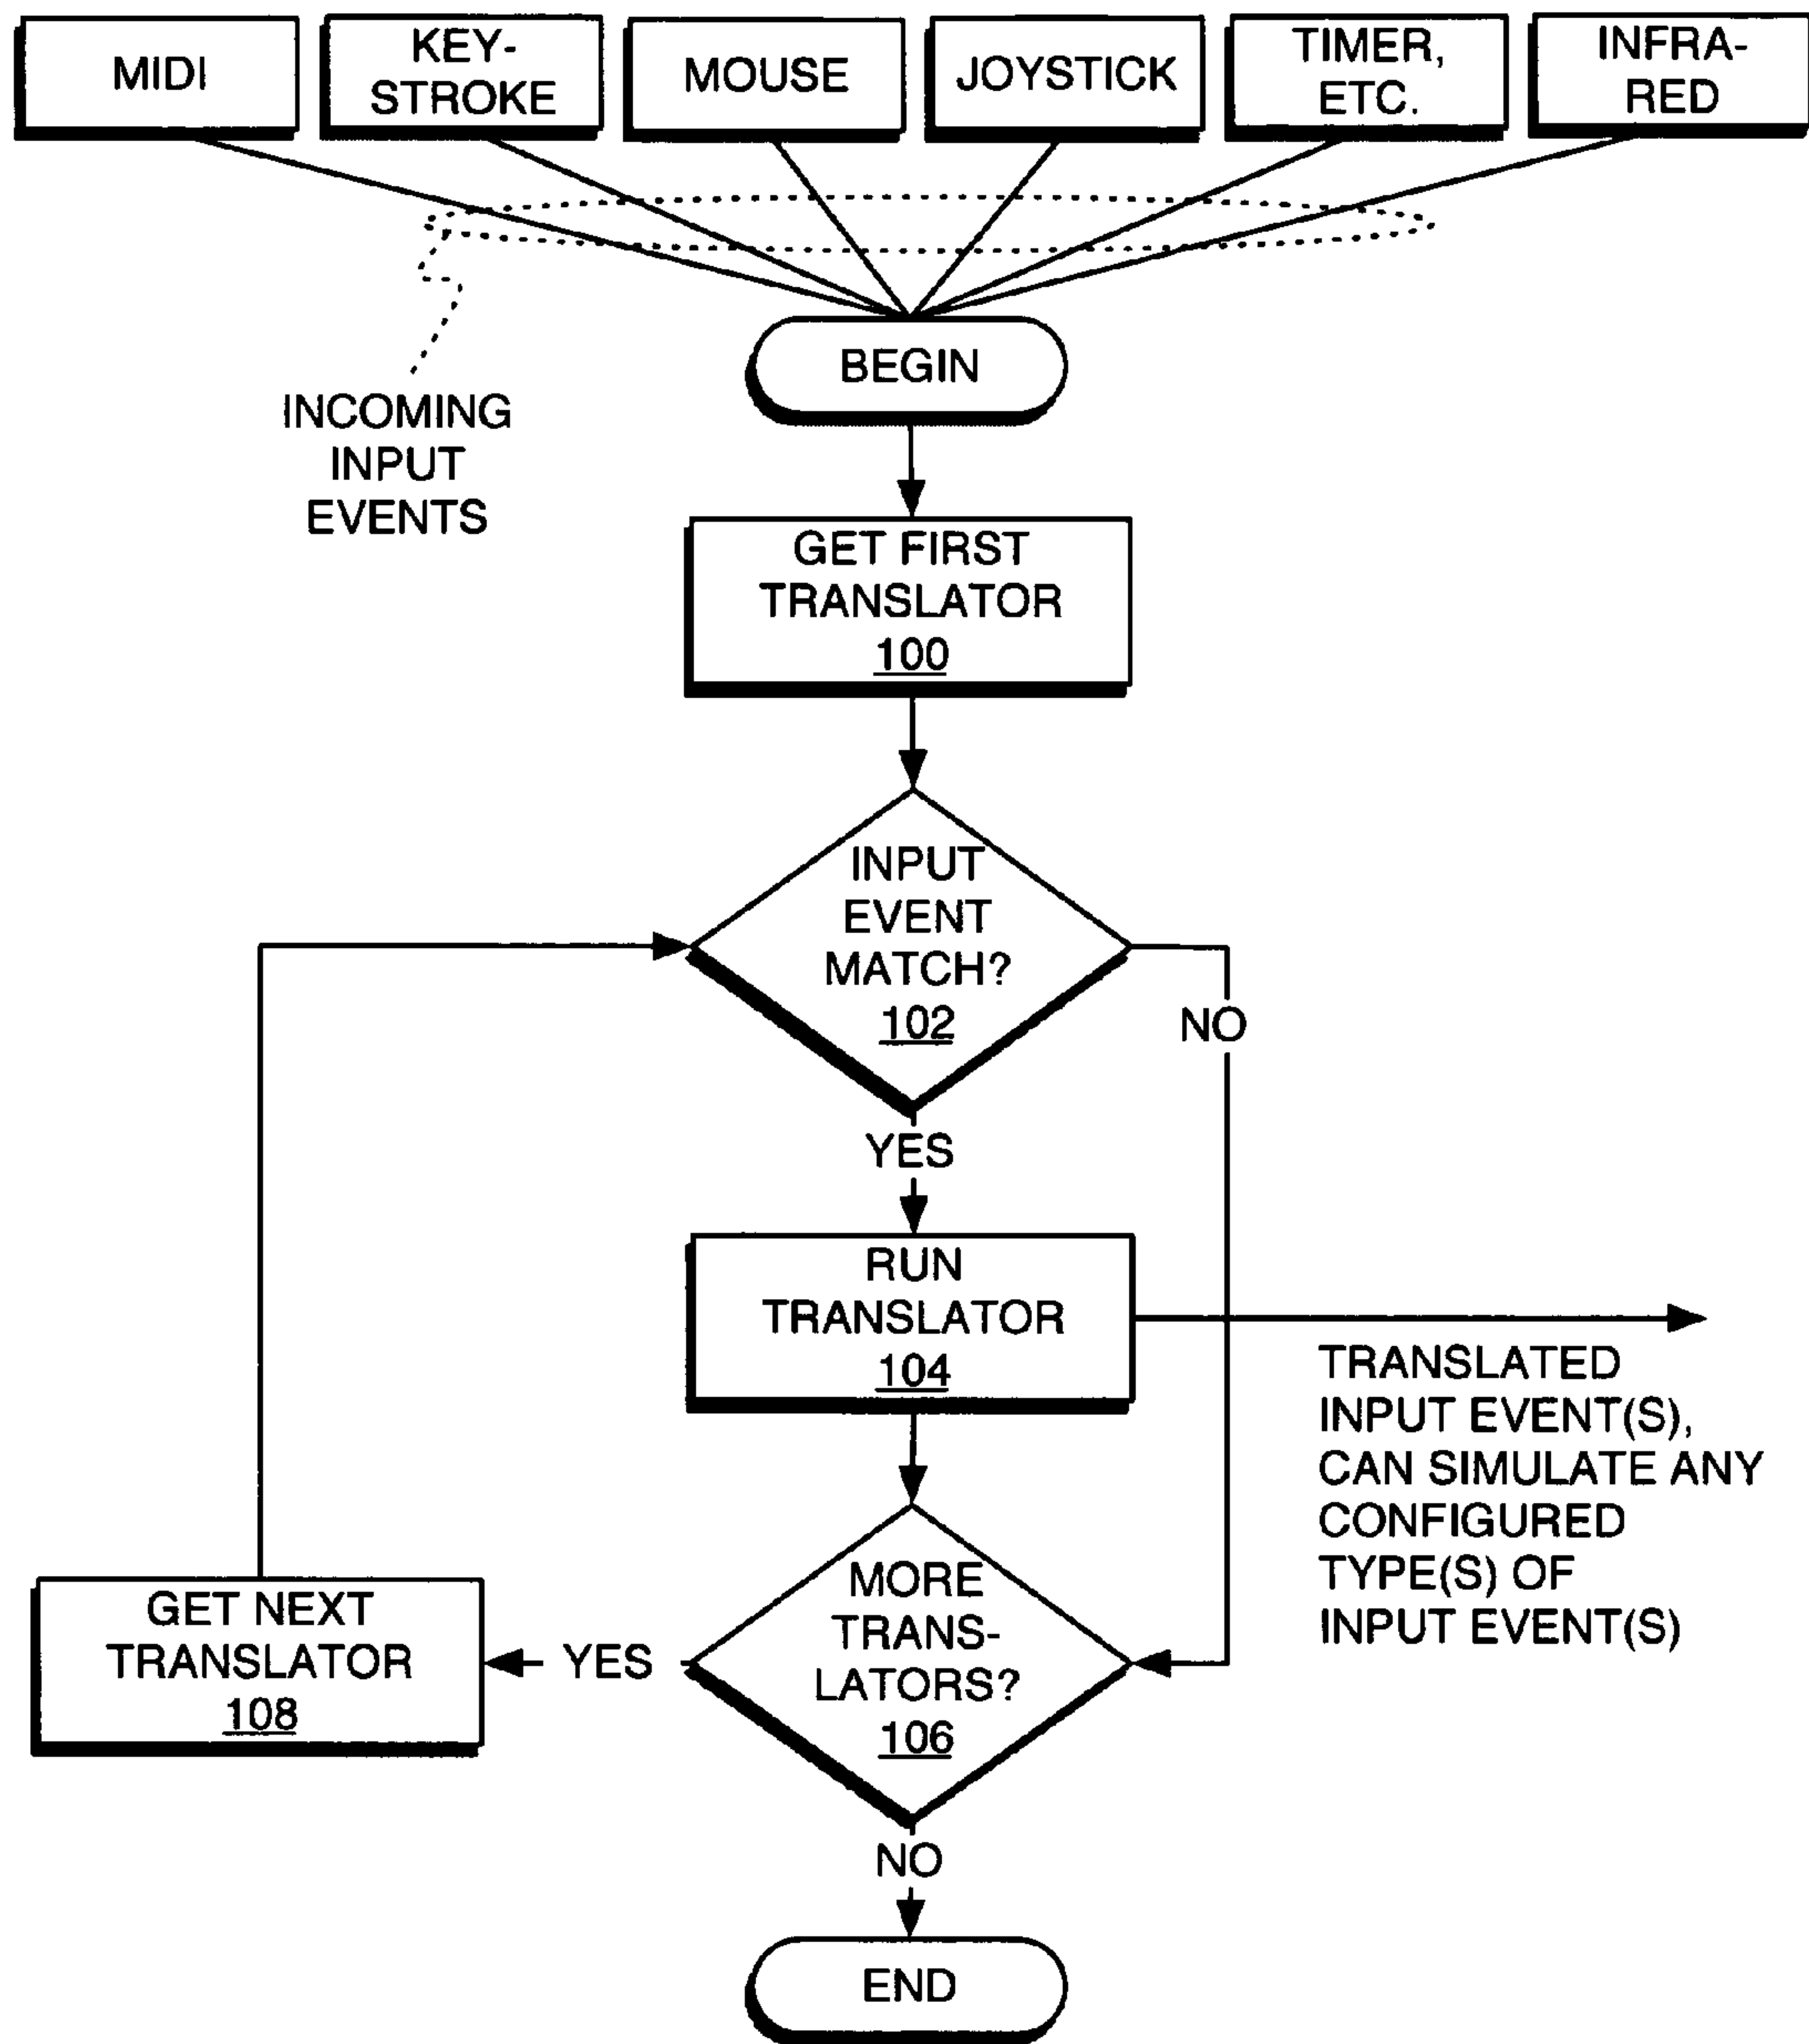 MIDI
KEY-
STROKE
MOUSE
JOYSTICK
TIMER,
ETC.
INFRA-
RED
BEGIN
INCOMING
INPUT
EVENTS
GET FIRST
TRANSLATOR
100
INPUT
EVENT
MATCH?
102
NO
YES
RUN
TRANSLATOR
104
TRANSLATED
INPUT EVENT(S),
CAN SIMULATE ANY
CONFIGURED
TYPE(S) OF
INPUT EVENT(S)
MORE
TRANS-
LATORS?
106
YES
GET NEXT
TRANSLATOR
108
NO
END